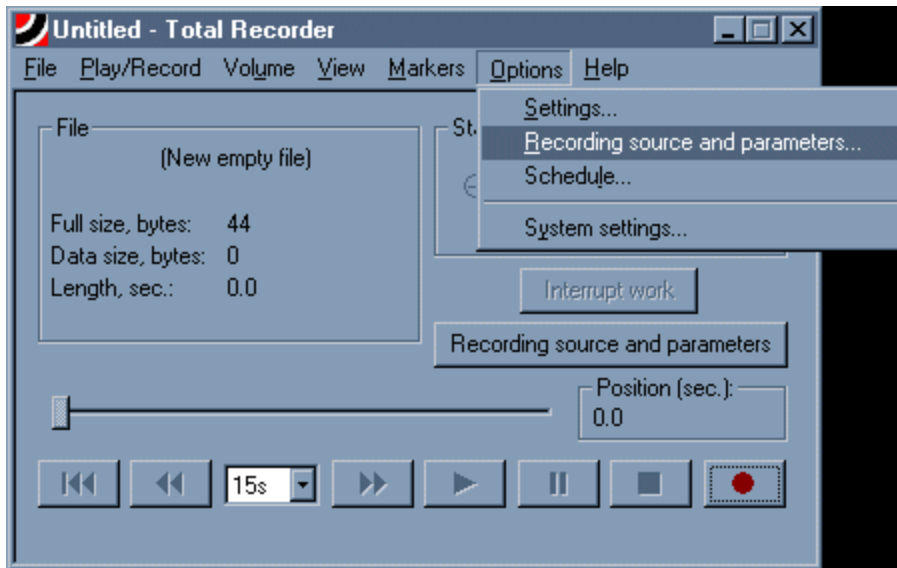 Untitled - Total Recorder
File Play/Record Volume View Markers Options Help
Settings...
Recording source and parameters...
Schedule...
System settings...
File
(New empty file)
Full size, bytes: 44
Data size, bytes: 0
Length, sec.: 0.0
Interrupt work
Recording source and parameters
Position (sec.):
0.0
15s